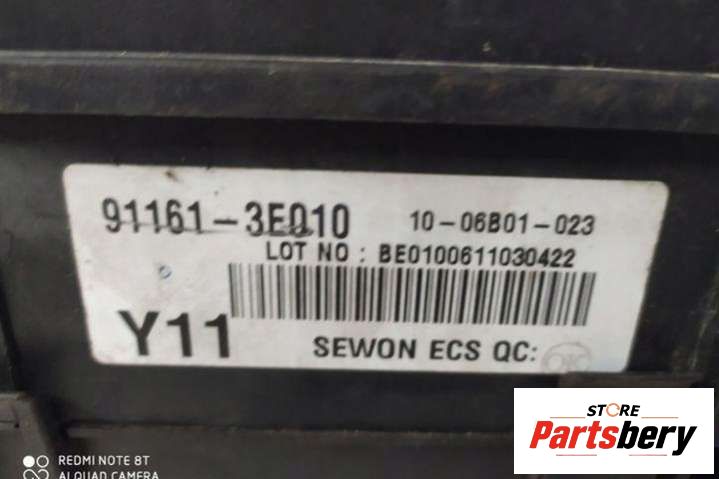 91161-3E010 10-06B01-023
LOT NO : BE0100611030422
Y11 SEWON ECS QC:
STORE
Partsbery
REDMI NOTE 8T
AI QUAD CAMERA